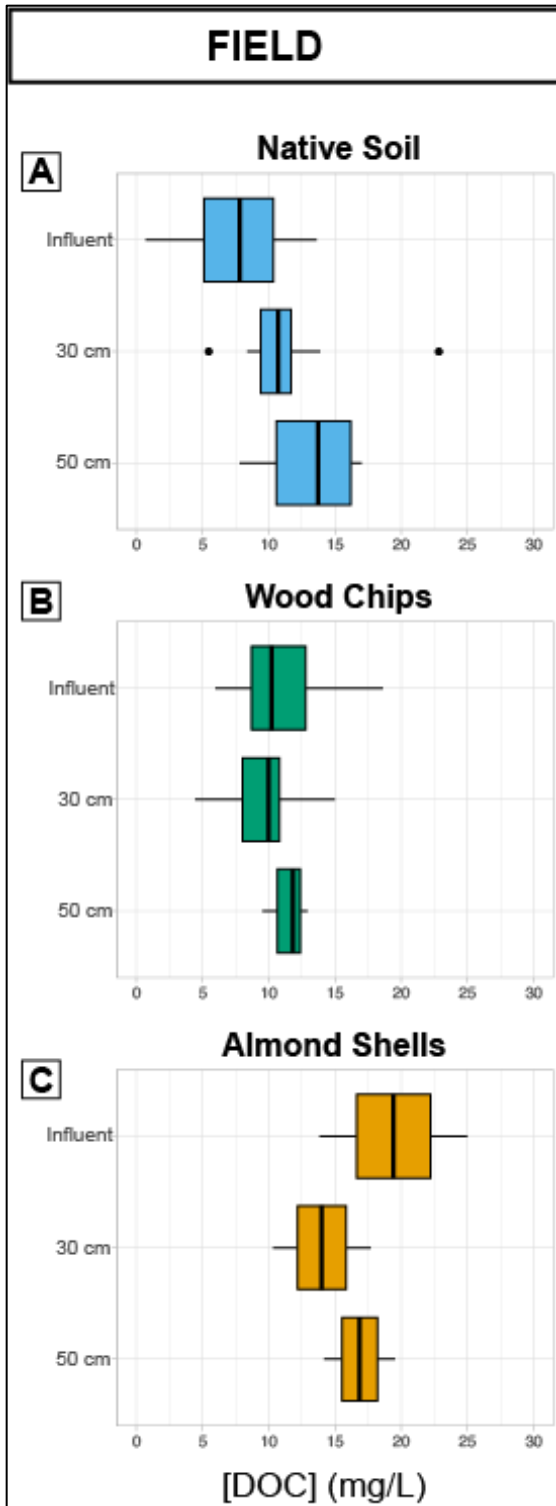 FIELD
A
Native Soil
Influent
30 cm
50 cm
0 5 10 15 20 25 30
B
Wood Chips
Influent
30 cm
50 cm
0 5 10 15 20 25 30
C
Almond Shells
Influent
30 cm
50 cm
0 5 10 15 20 25 30
[DOC] (mg/L)